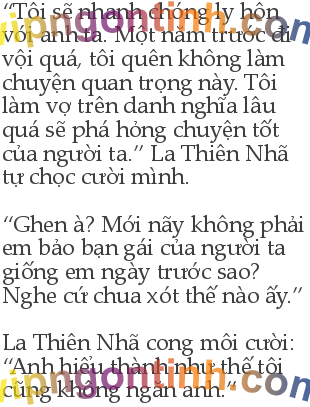 “Tôi sẽ nhanh chóng ly hôn
với anh ta. Một năm trước đi
vội quá, tôi quên không làm
chuyện quan trọng này. Tôi
làm vợ trên danh nghĩa lâu
quá sẽ phá hỏng chuyện tốt
của người ta.” La Thiên Nhã
tự chọc cười mình.
“Ghen à? Mới nãy không phải
em bảo bạn gái của người ta
giống em ngày trước sao?
Nghe cứ chua xót thế nào ấy.”
La Thiên Nhã cong môi cười:
“Anh hiểu thành như thế tôi
cũng không ngăn anh.”
vipngontinh.com
vipngontinh.com